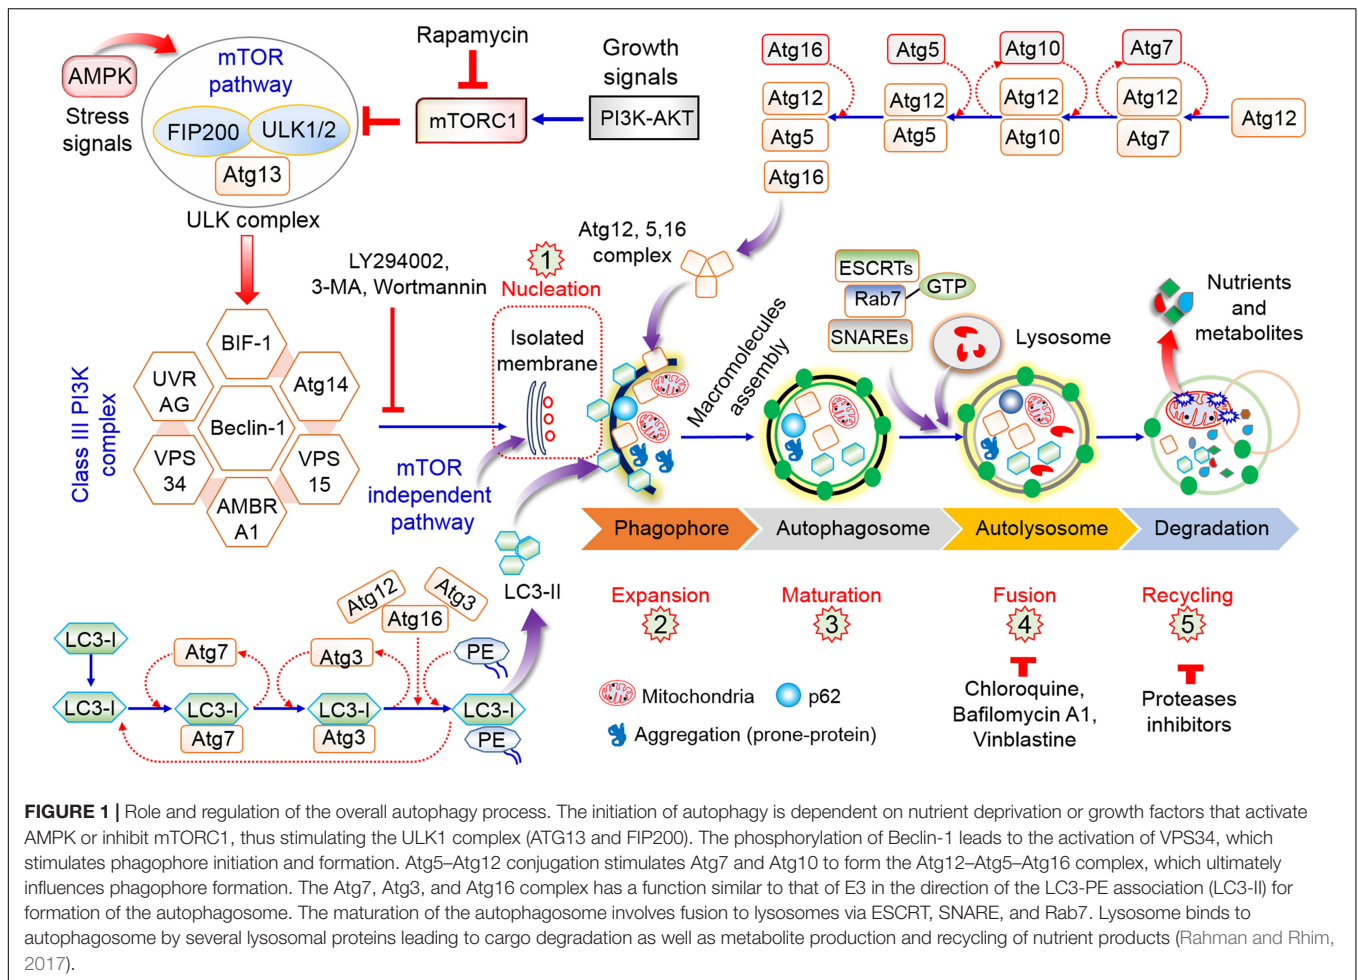 AMPK
Stress
signals
mTOR
pathway
FIP200
ULK1/2
Atg13
ULK complex
Rapamycin
mTORC1
Growth
signals
PI3K-AKT
Atg16
Atg5
Atg10
Atg7
Atg12
Atg12
Atg12
Atg12
Atg12
Atg5
Atg5
Atg10
Atg7
Atg16
Atg12, 5,16
complex
LY294002,
3-MA, Wortmannin
1
Nucleation
Isolated
membrane
Class III PI3K
complex
BIF-1
UVR
AG
Atg14
Beclin-1
VPS
34
VPS
15
AMBR
A1
mTOR
independent
pathway
Macromolecules
assembly
ESCRTs
Rab7
GTP
SNAREs
Lysosome
Nutrients
and
metabolites
Phagophore
Autophagosome
Autolysosome
Degradation
Expansion
2
Maturation
3
Fusion
4
Recycling
5
Chloroquine,
Bafilomycin A1,
Vinblastine
Proteases
inhibitors
Mitochondria
p62
Aggregation (prone-protein)
LC3-II
LC3-I
LC3-I
Atg7
LC3-I
Atg7
Atg3
LC3-I
Atg3
Atg12
Atg3
Atg16
PE
LC3-I
PE
FIGURE 1 | Role and regulation of the overall autophagy process. The initiation of autophagy is dependent on nutrient deprivation or growth factors that activate
AMPK or inhibit mTORC1, thus stimulating the ULK1 complex (ATG13 and FIP200). The phosphorylation of Beclin-1 leads to the activation of VPS34, which
stimulates phagophore initiation and formation. Atg5–Atg12 conjugation stimulates Atg7 and Atg10 to form the Atg12–Atg5–Atg16 complex, which ultimately
influences phagophore formation. The Atg7, Atg3, and Atg16 complex has a function similar to that of E3 in the direction of the LC3-PE association (LC3-II) for
formation of the autophagosome. The maturation of the autophagosome involves fusion to lysosomes via ESCRT, SNARE, and Rab7. Lysosome binds to
autophagosome by several lysosomal proteins leading to cargo degradation as well as metabolite production and recycling of nutrient products (Rahman and Rhim,
2017).